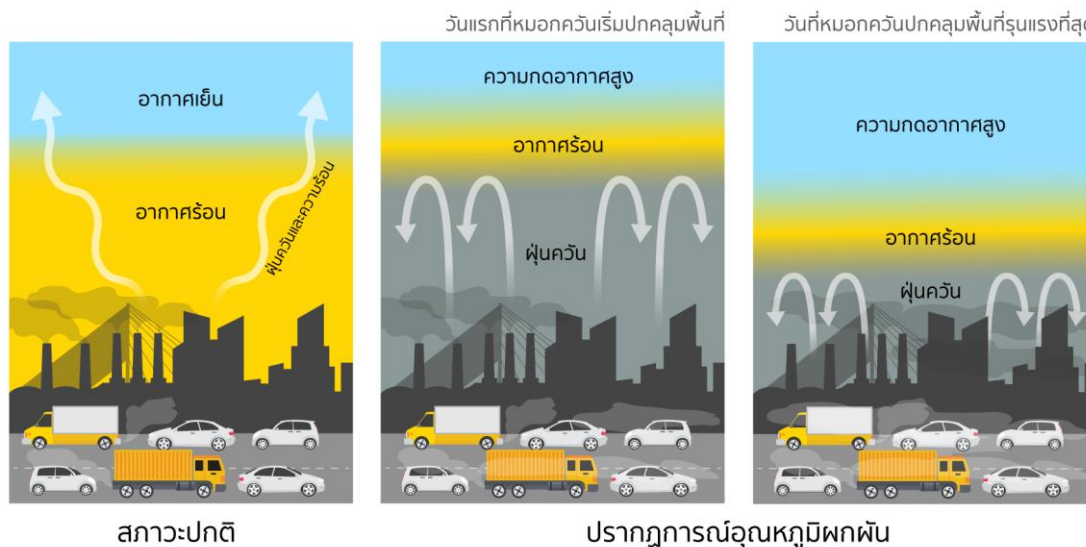 วันแรกที่หมอกควันเริ่มปกคลุมพื้นที่
วันที่หมอกควันปกคลุมพื้นที่รุนแรงที่สุด
อากาศเย็น
อากาศร้อน
ฝุ่นควันและความร้อน
ความกดอากาศสูง
อากาศร้อน
ฝุ่นควัน
ความกดอากาศสูง
อากาศร้อน
ฝุ่นควัน
สภาวะปกติ
ปรากฏการณ์อุณหภูมิผกผัน